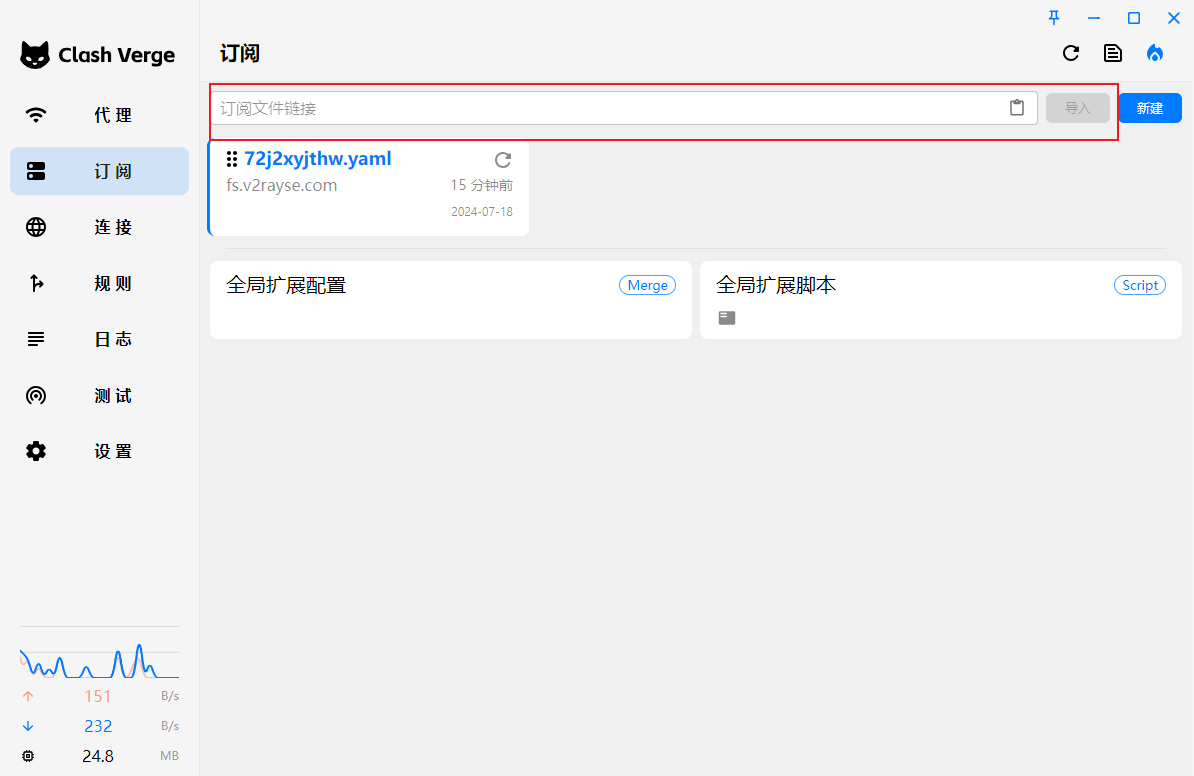 Clash Verge
代 理
订 阅
连 接
规 则
日 志
测 试
设 置
151 B/s
232 B/s
24.8 MB
订阅
订阅文件链接
导入
新建
72j2xyjthw.yaml
fs.v2rayse.com 15 分钟前
2024-07-18
全局扩展配置 Merge
全局扩展脚本 Script